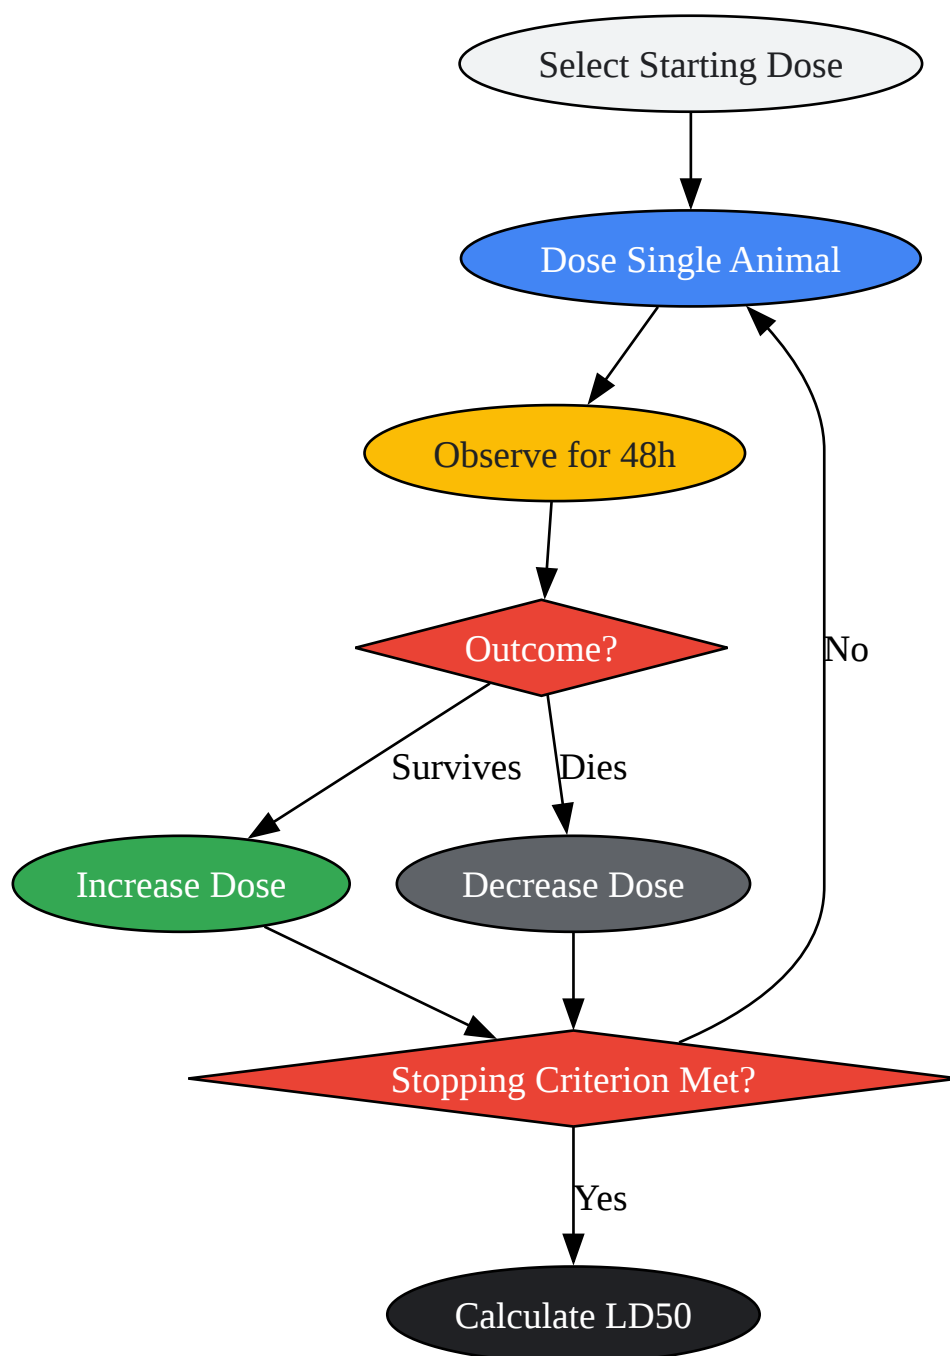 Select Starting Dose
Dose Single Animal
Observe for 48h
Outcome?
No
Survives
Dies
Increase Dose
Decrease Dose
Stopping Criterion Met?
Yes
Calculate LD50